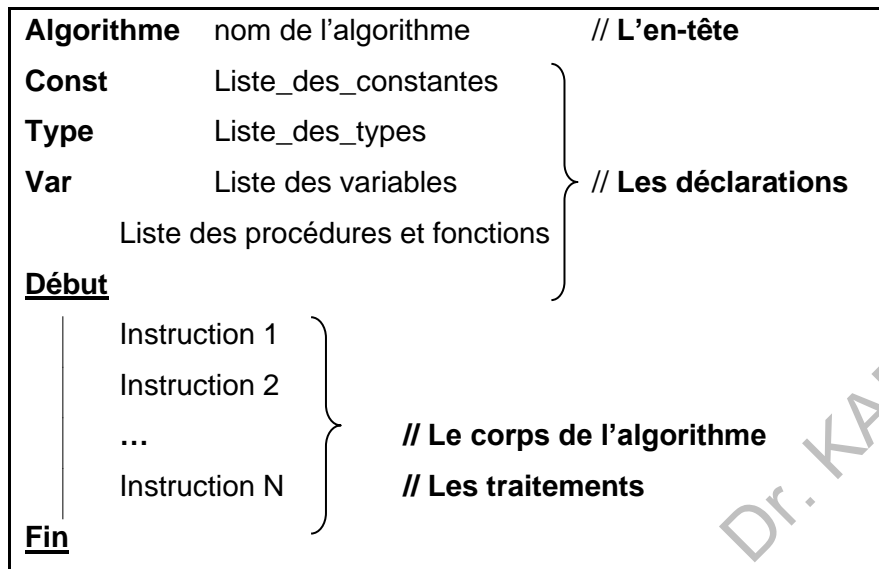 Algorithme nom de l'algorithme // L'en-tête
Const Liste_des_constantes
Type Liste_des_types
Var Liste des variables // Les déclarations
Liste des procédures et fonctions
Début
Instruction 1
Instruction 2
… // Le corps de l'algorithme
Instruction N // Les traitements
Fin
Dr.